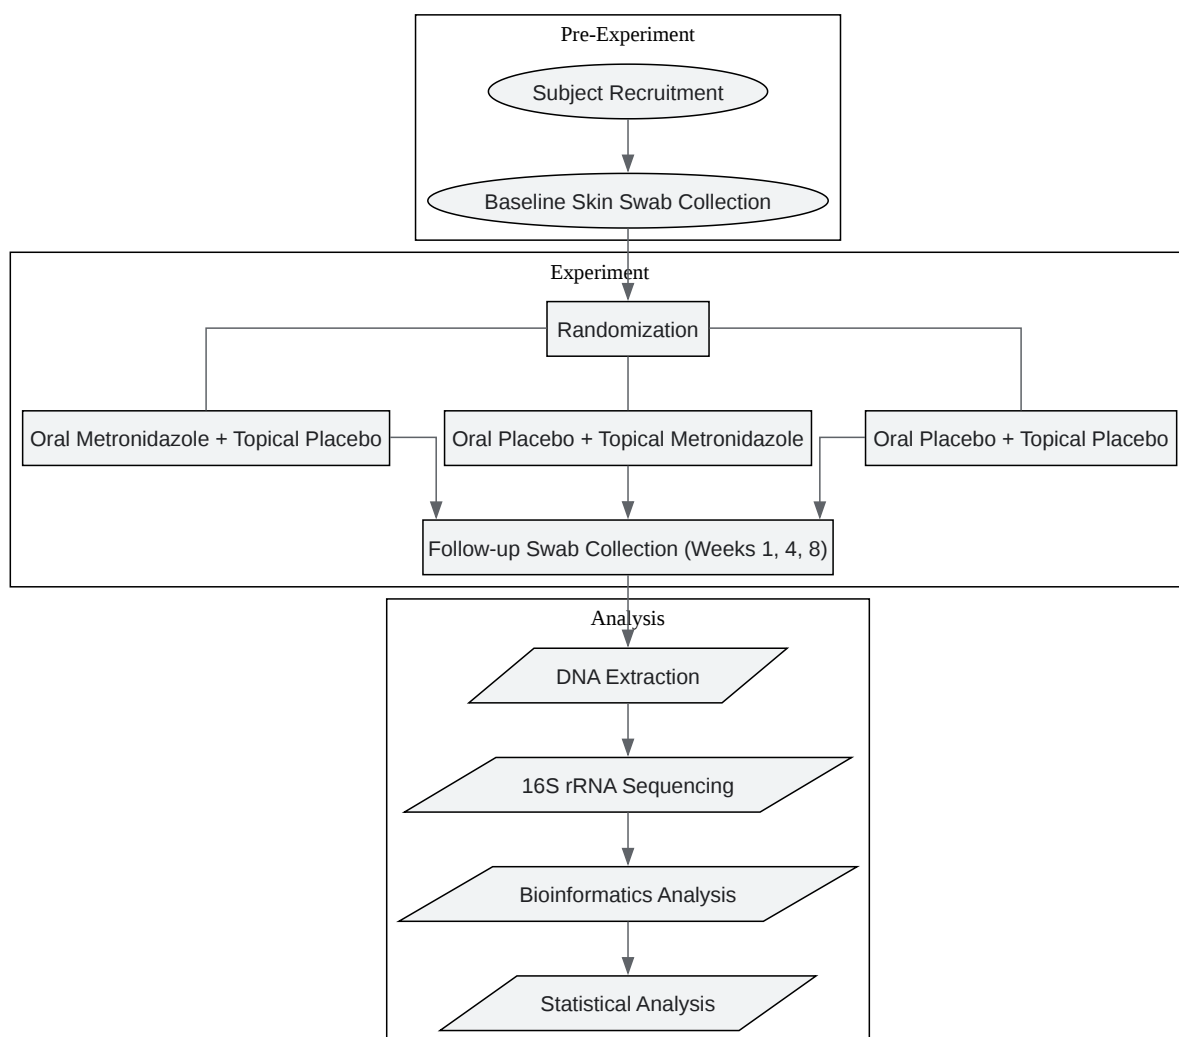 Pre-Experiment
Subject Recruitment
Baseline Skin Swab Collection
Experiment
Randomization
Oral Metronidazole + Topical Placebo
Oral Placebo + Topical Metronidazole
Oral Placebo + Topical Placebo
Follow-up Swab Collection (Weeks 1, 4, 8)
Analysis
DNA Extraction
16S rRNA Sequencing
Bioinformatics Analysis
Statistical Analysis